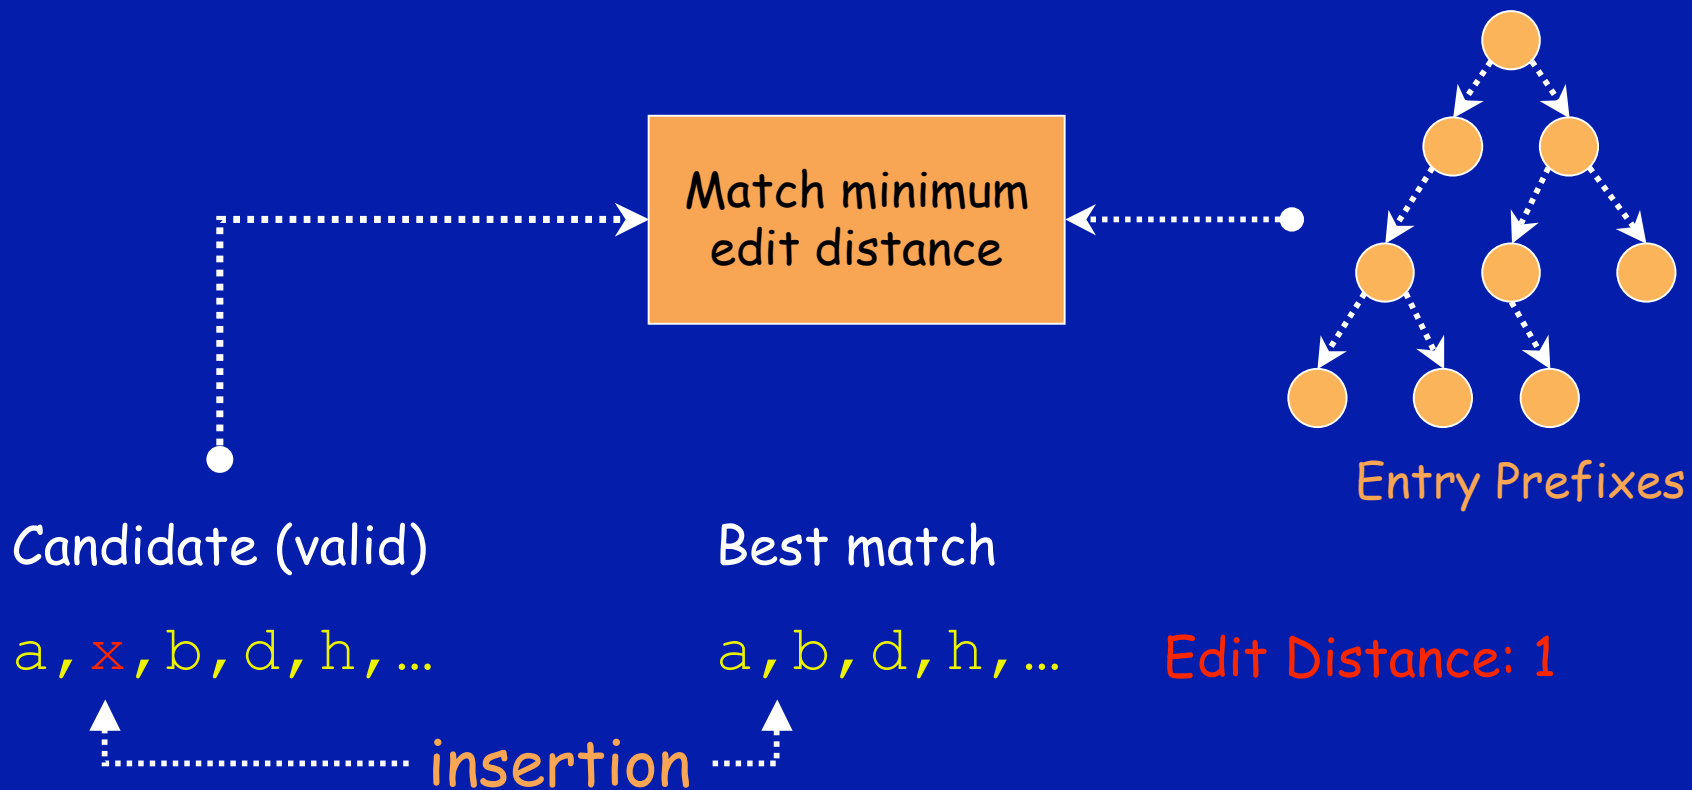 Match minimum
edit distance
Entry Prefixes
Candidate (valid)
Best match
a,x,b,d,h,…
a,b,d,h,…
Edit Distance: 1
insertion